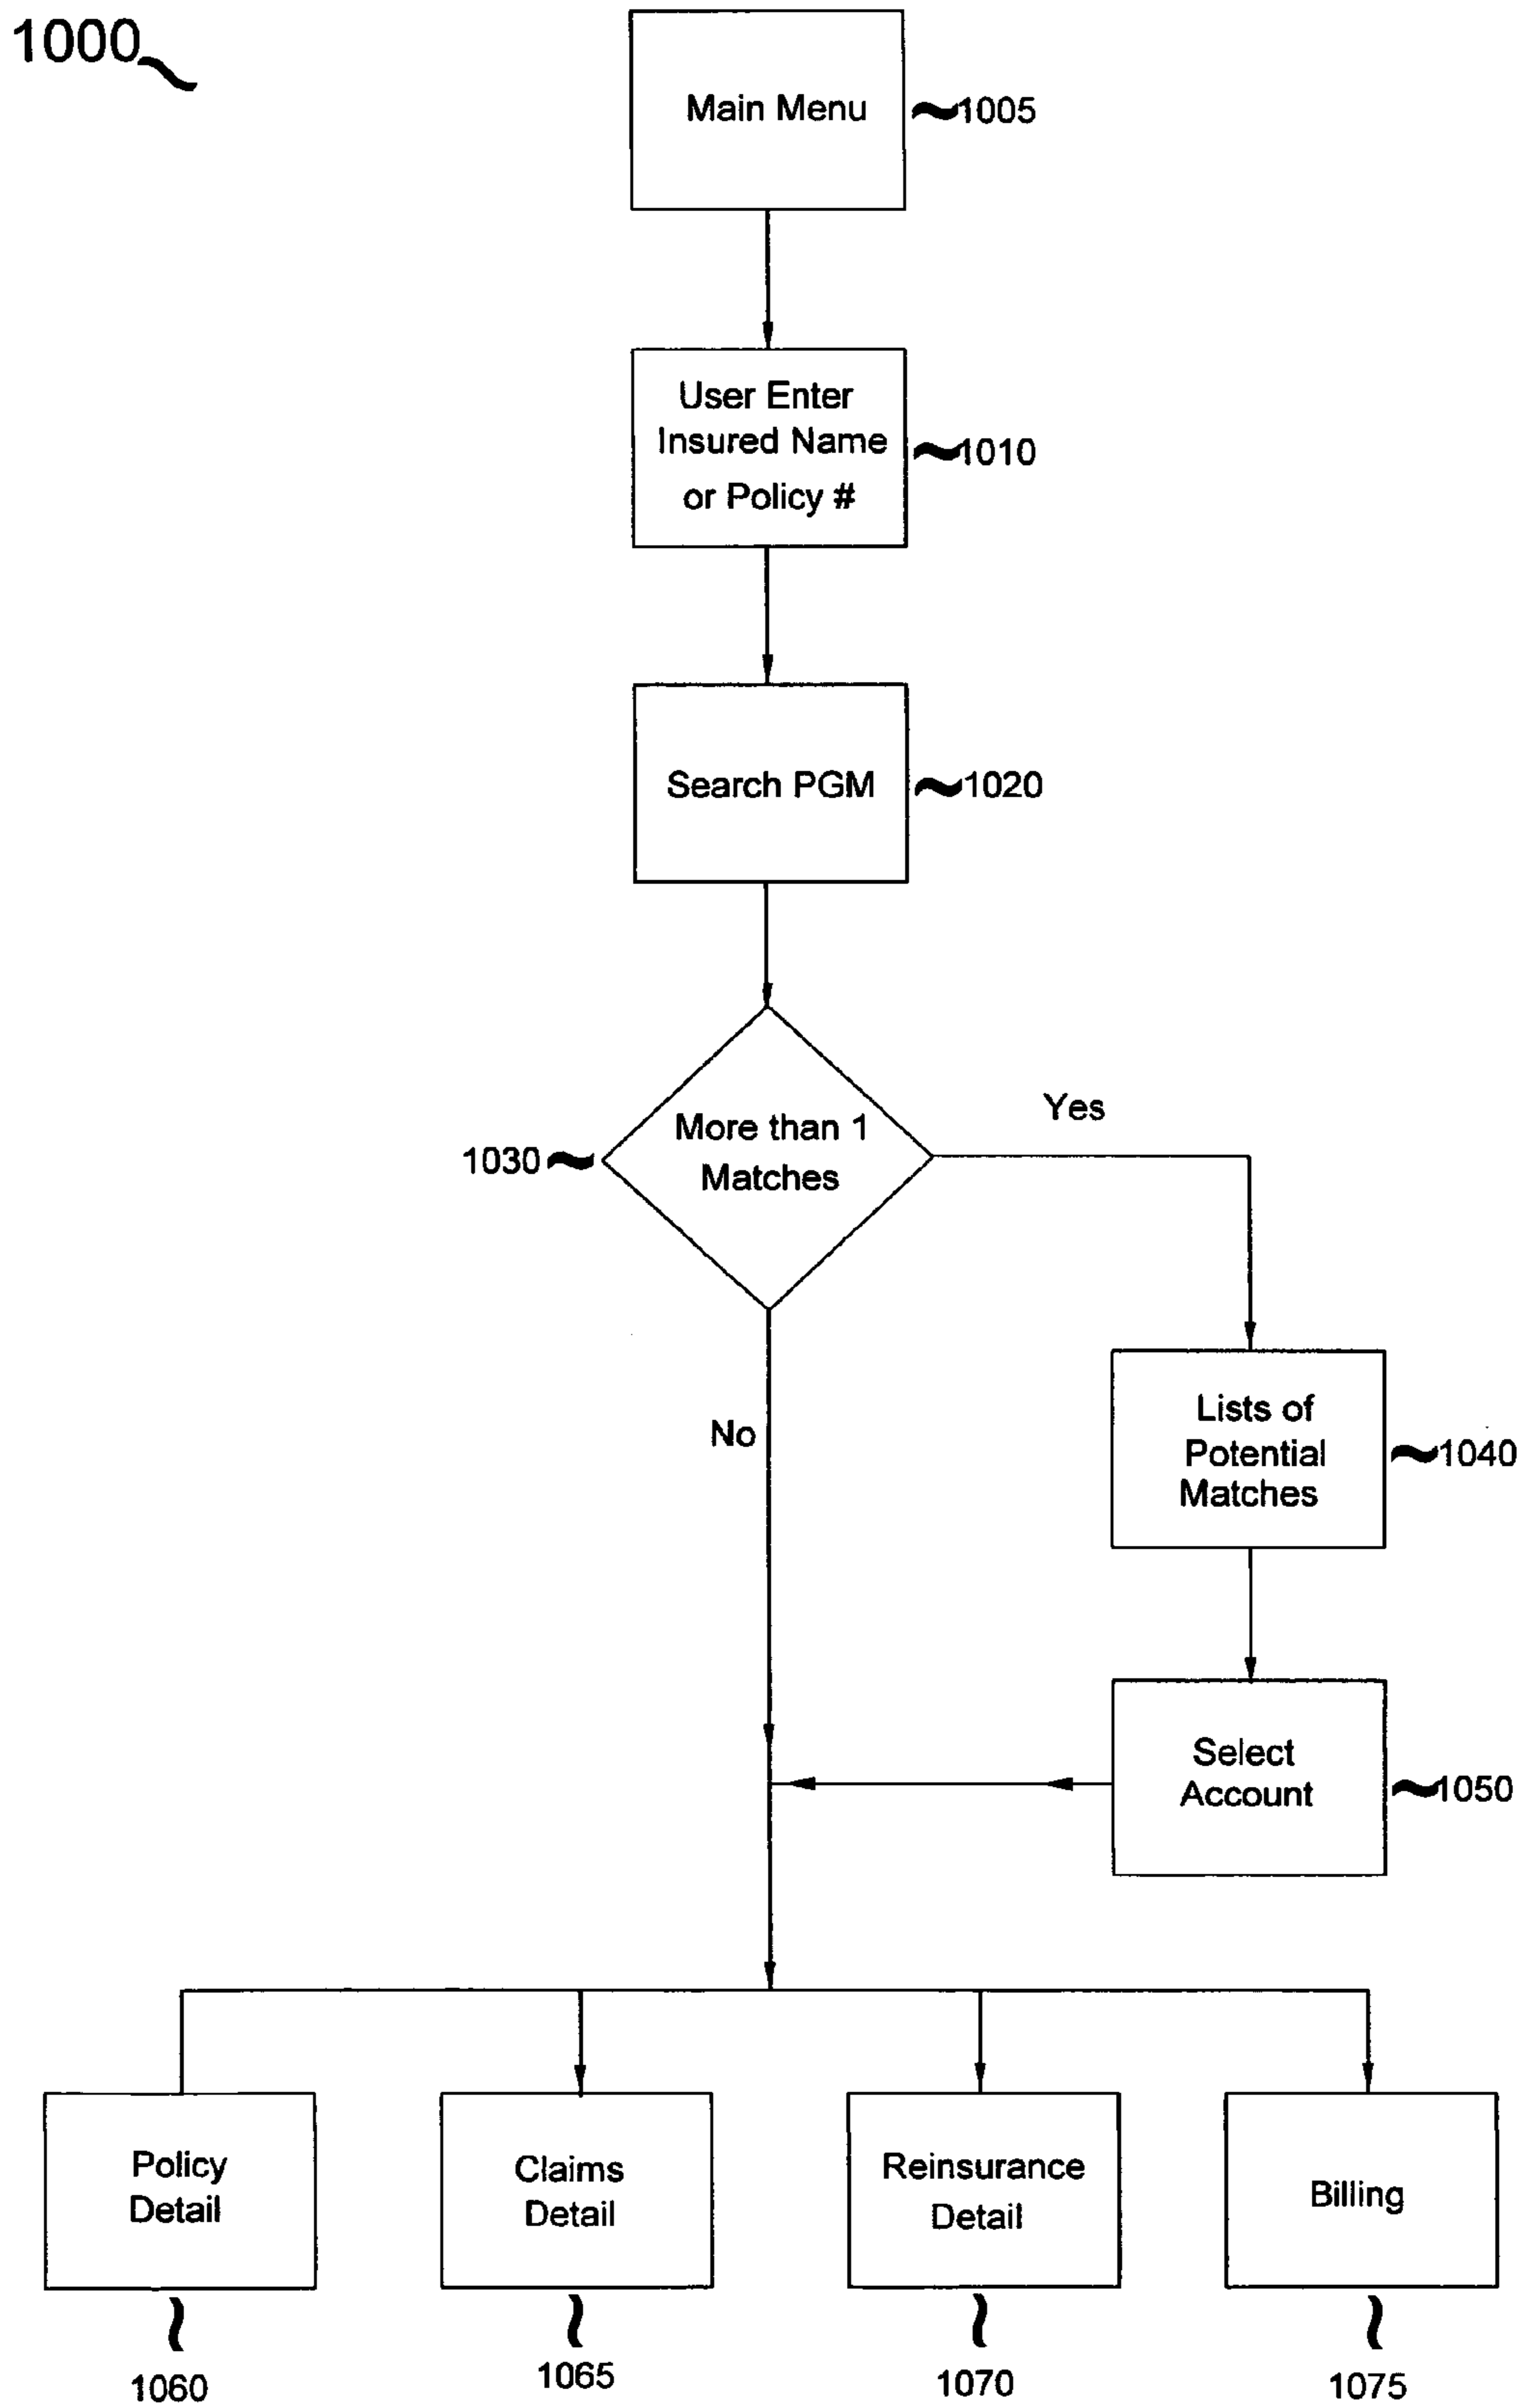 1000
Main Menu
1005
User Enter
Insured Name
or Policy #
1010
Search PGM
1020
More than 1
Matches
1030
Yes
No
Lists of
Potential
Matches
1040
Select
Account
1050
Policy
Detail
1060
Claims
Detail
1065
Reinsurance
Detail
1070
Billing
1075